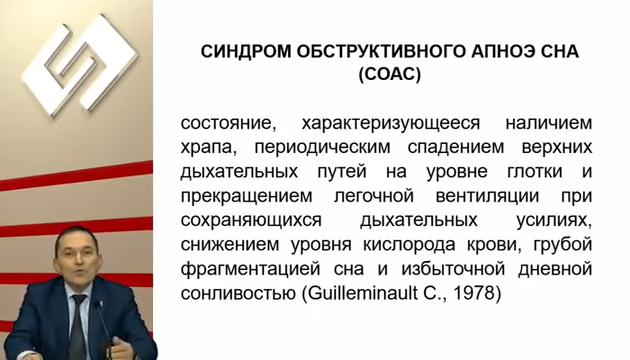 СИНДРОМ ОБСТРУКТИВНОГО АПНОЭ СНА
(СОАС)
состояние, характеризующееся наличием
храпа, периодическим спадением верхних
дыхательных путей на уровне глотки и
прекращением легочной вентиляции при
сохраняющихся дыхательных усилиях,
снижением уровня кислорода крови, грубой
фрагментацией сна и избыточной дневной
сонливостью (Guilleminault C., 1978)